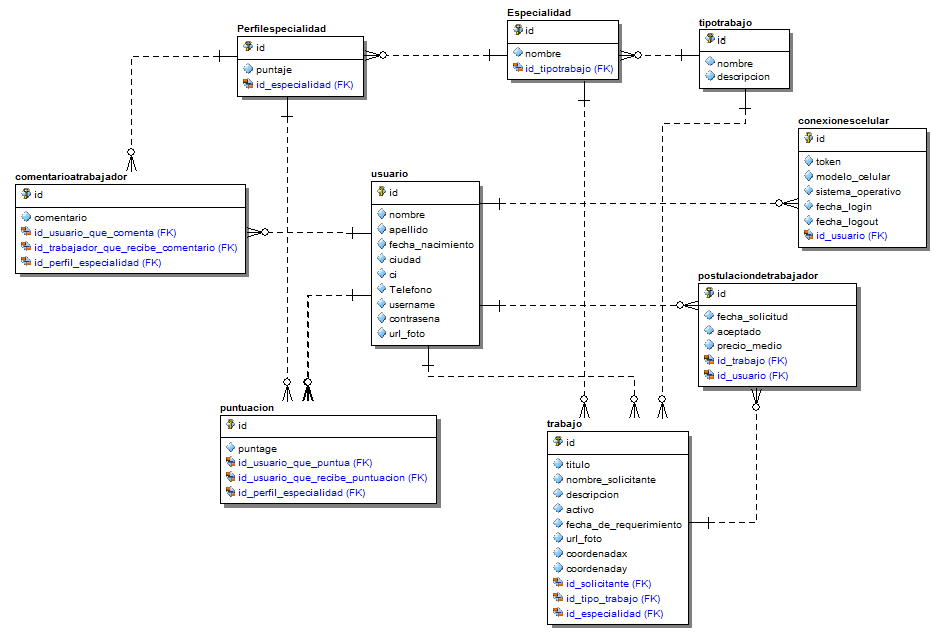 Perfilespecialidad
id
puntaje
id_especialidad (FK)
Especialidad
id
nombre
id_tipotrabajo (FK)
tipotrabajo
id
nombre
descripcion
conexionescelular
id
token
modelo_celular
sistema_operativo
fecha_login
fecha_logout
id_usuario (FK)
comentarioatrabajador
id
comentario
id_usuario_que_comenta (FK)
id_trabajador_que_recibe_comentario (FK)
id_perfil_especialidad (FK)
usuario
id
nombre
apellido
fecha_nacimiento
ciudad
ci
Telefono
username
contrasena
url_foto
postulaciondetrabajador
id
fecha_solicitud
aceptado
precio_medio
id_trabajo (FK)
id_usuario (FK)
puntuacion
id
puntage
id_usuario_que_puntua (FK)
id_usuario_que_recibe_puntuacion (FK)
id_perfil_especialidad (FK)
trabajo
id
titulo
nombre_solicitante
descripcion
activo
fecha_de_requerimiento
url_foto
coordenadax
coordenaday
id_solicitante (FK)
id_tipo_trabajo (FK)
id_especialidad (FK)